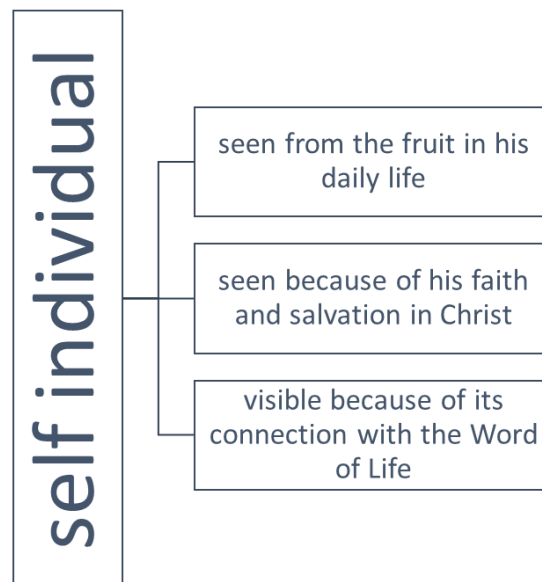 self individual
seen from the fruit in his
daily life
seen because of his faith
and salvation in Christ
visible because of its
connection with the Word
of Life